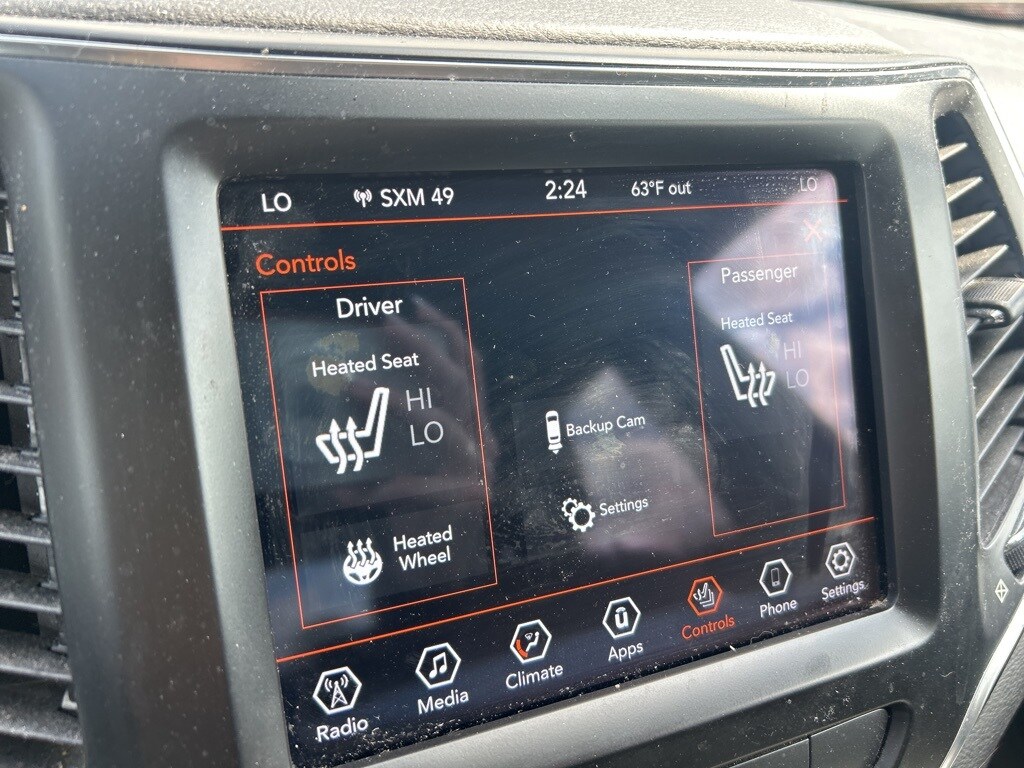 LO SXM 49 2:24 63°F out LO
Controls
Driver
Heated Seat
HI
LO
Heated
Wheel
Backup Cam
Settings
Passenger
Heated Seat
HI
LO
Radio Media Climate Apps Controls Phone Settings